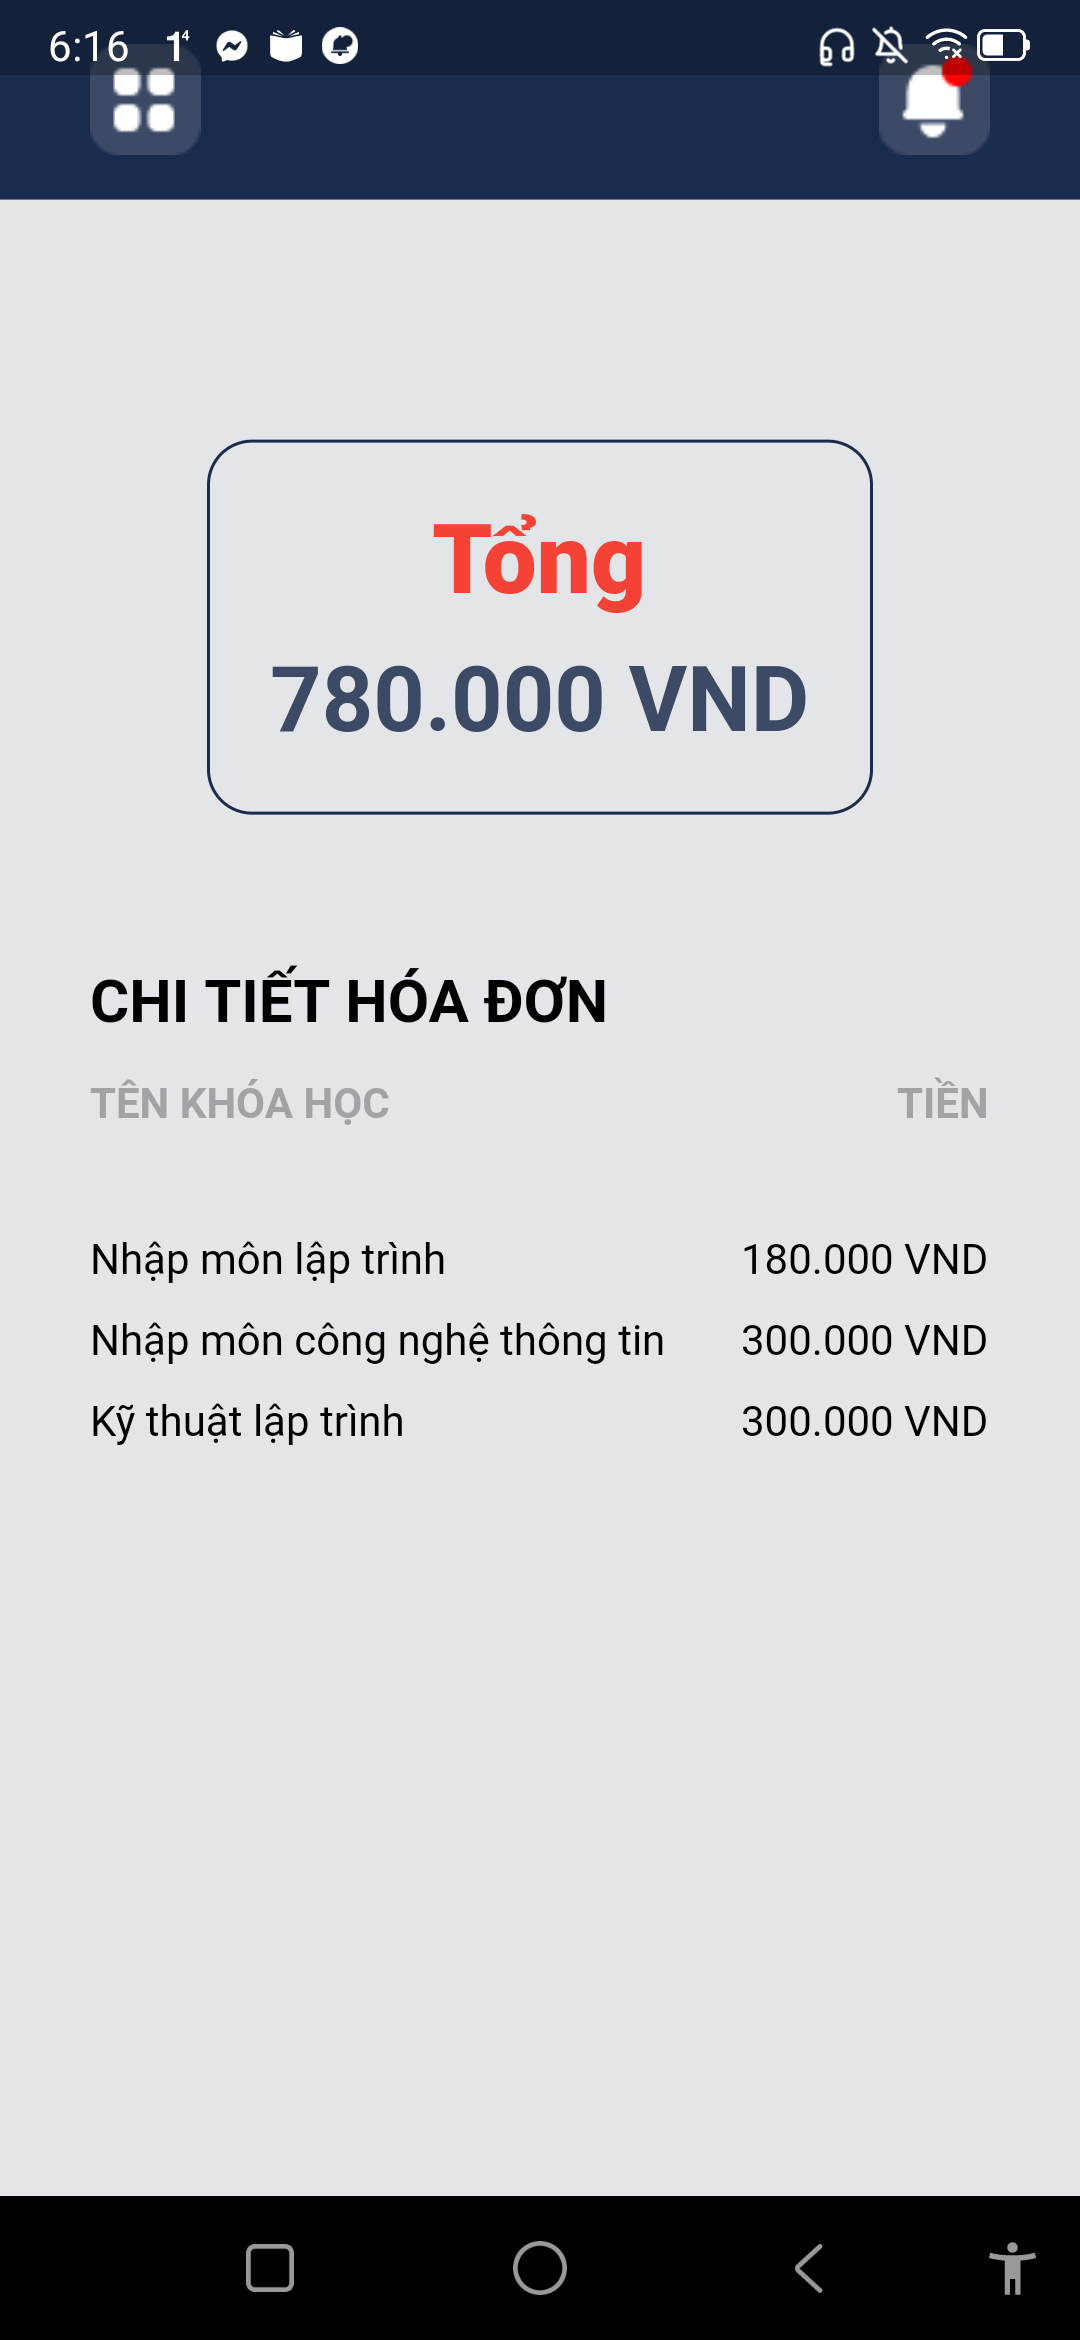 6:16
Tổng
780.000 VND
CHI TIẾT HÓA ĐƠN
TÊN KHÓA HỌC TIỀN
Nhập môn lập trình 180.000 VND
Nhập môn công nghệ thông tin 300.000 VND
Kỹ thuật lập trình 300.000 VND